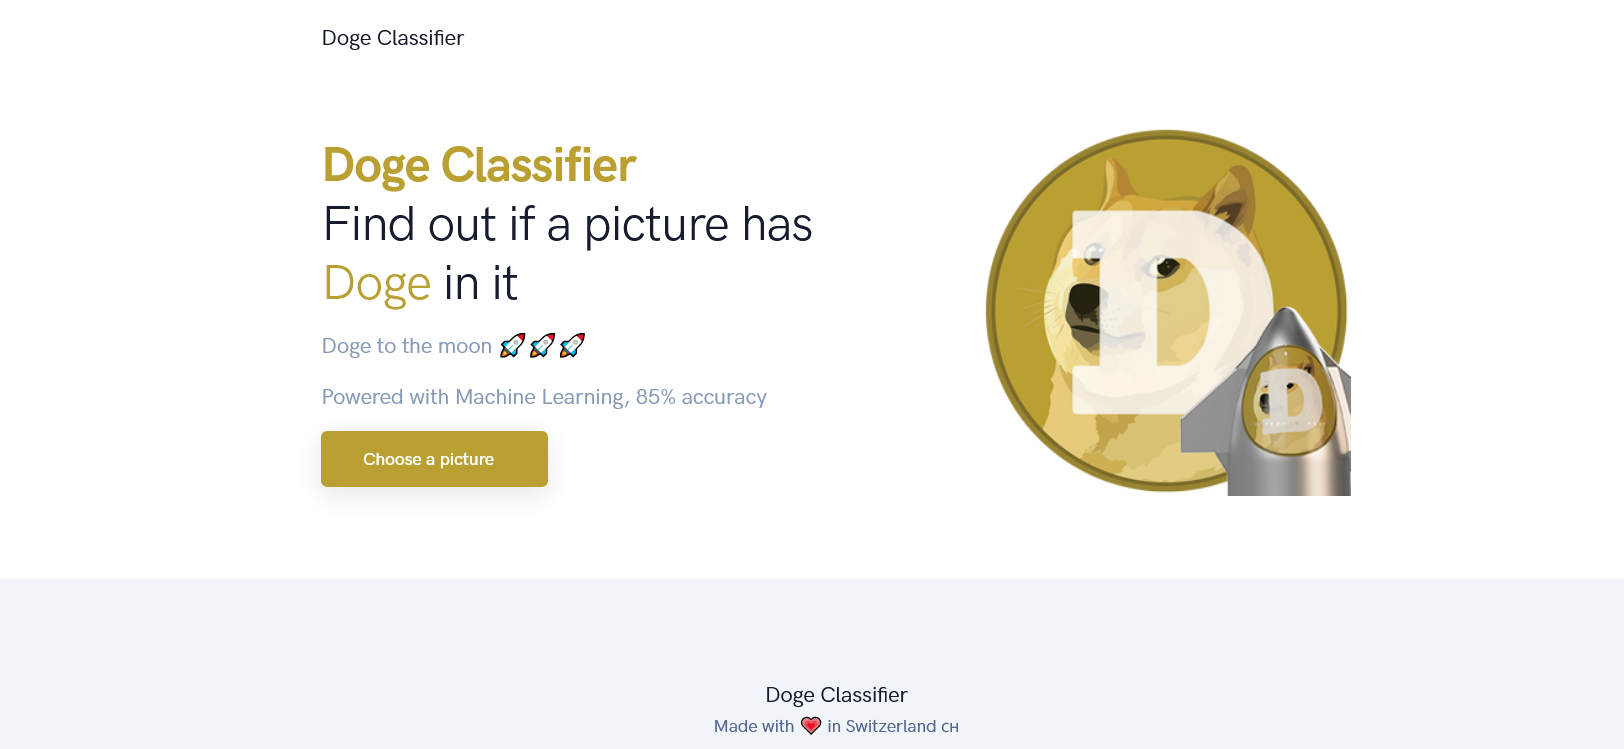 Doge Classifier
Doge Classifier
Find out if a picture has
Doge in it
Doge to the moon 🚀🚀🚀
Powered with Machine Learning, 85% accuracy
Choose a picture
D
D
Doge Classifier
Made with ❤️ in Switzerland ᴄʜ